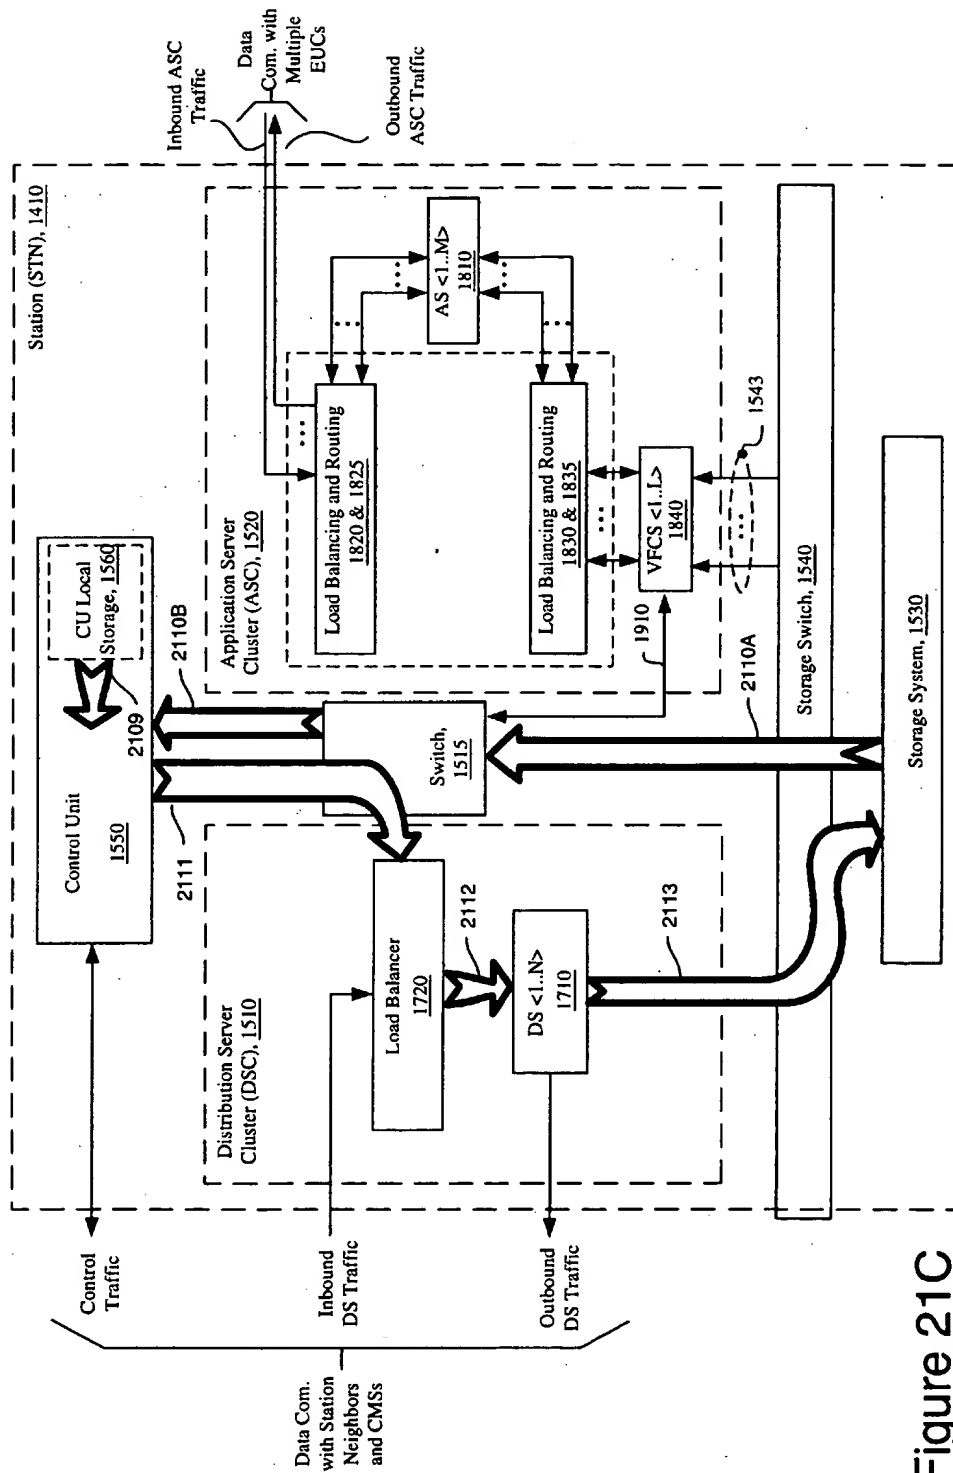 Station (STN), 1410
Control Unit
1550
CU Local
Storage, 1560
2109
2110B
2111
Control
Traffic
Data Com.
with Station
Neighbors
and CMSs
Inbound
DS Traffic
Outbound
DS Traffic
Distribution Server
Cluster (DSC), 1510
Load Balancer
1720
2112
DS <1..N>
1710
2113
Switch,
1515
1910
2110A
Application Server
Cluster (ASC), 1520
Load Balancing and Routing
1820 & 1825
Load Balancing and Routing
1830 & 1835
AS <1..M>
1810
VFCS <1..L>
1840
1543
Inbound ASC
Traffic
Data
Com. with
Multiple
EUCs
Outbound
ASC Traffic
Storage Switch, 1540
Storage System, 1530
Figure 21C